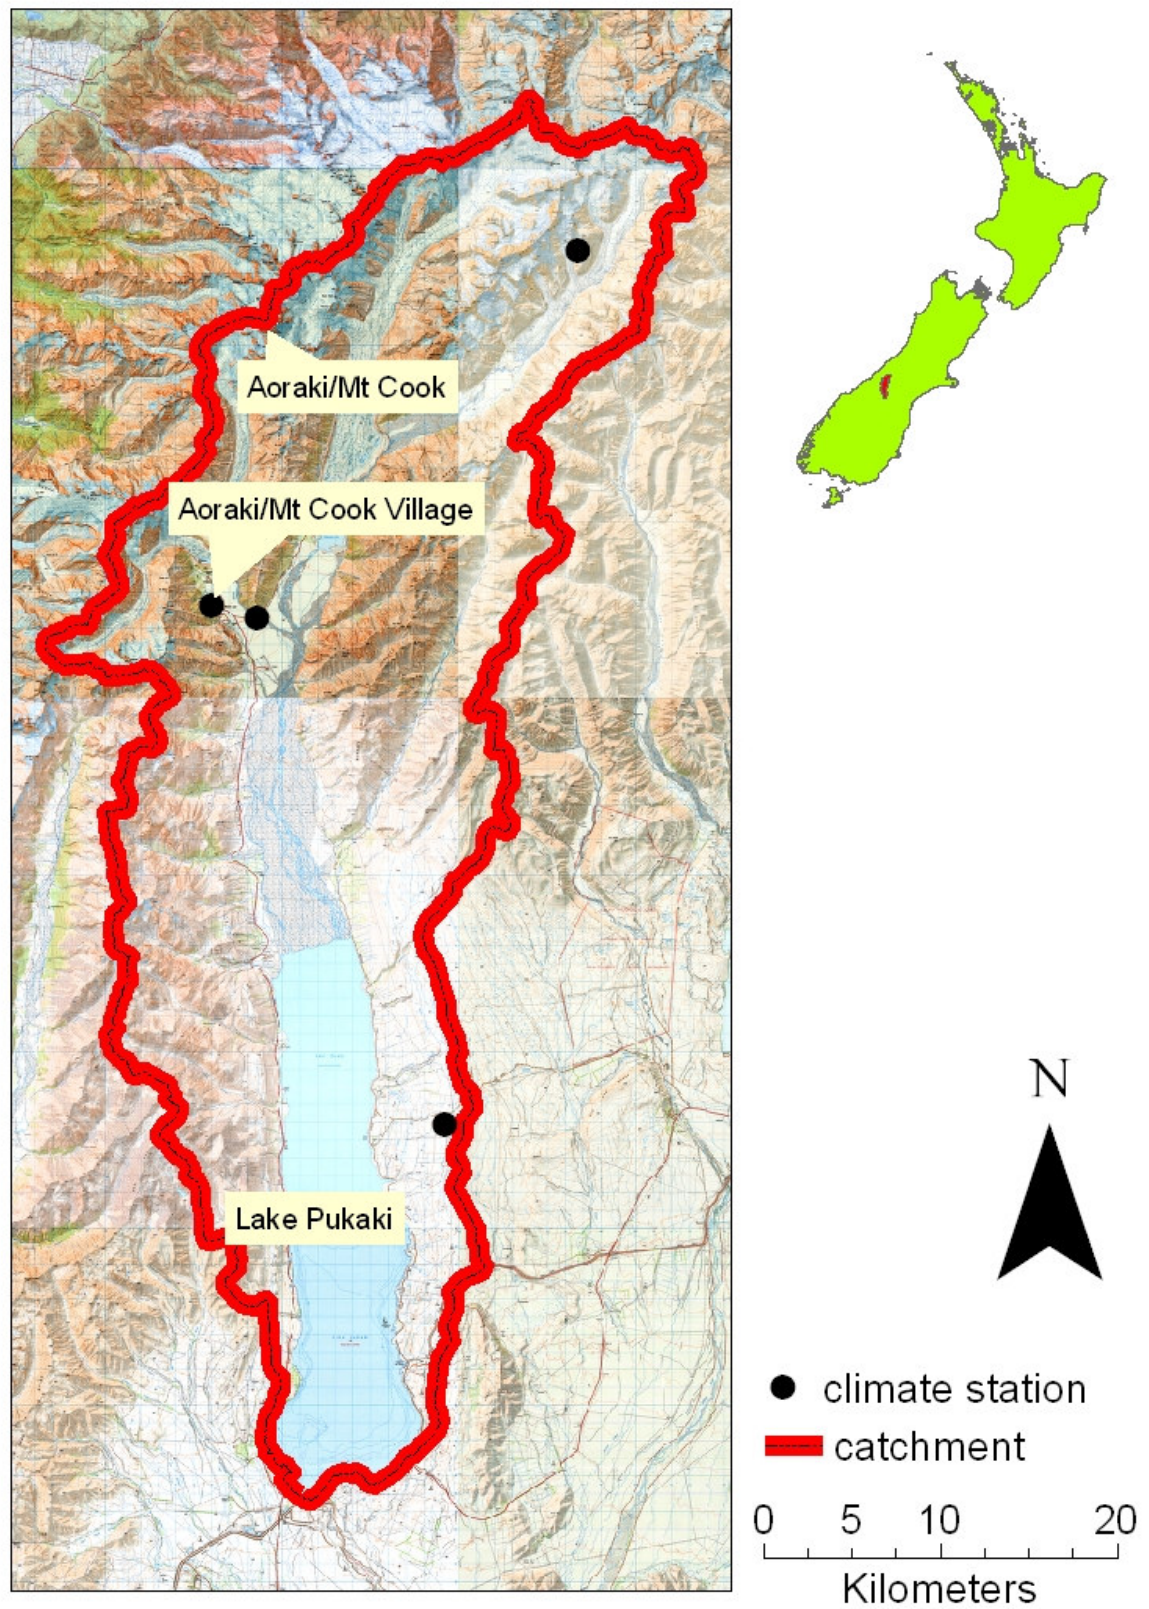 Aoraki/Mt Cook
Aoraki/Mt Cook Village
Lake Pukaki
N
climate station
catchment
0 5 10 20
Kilometers